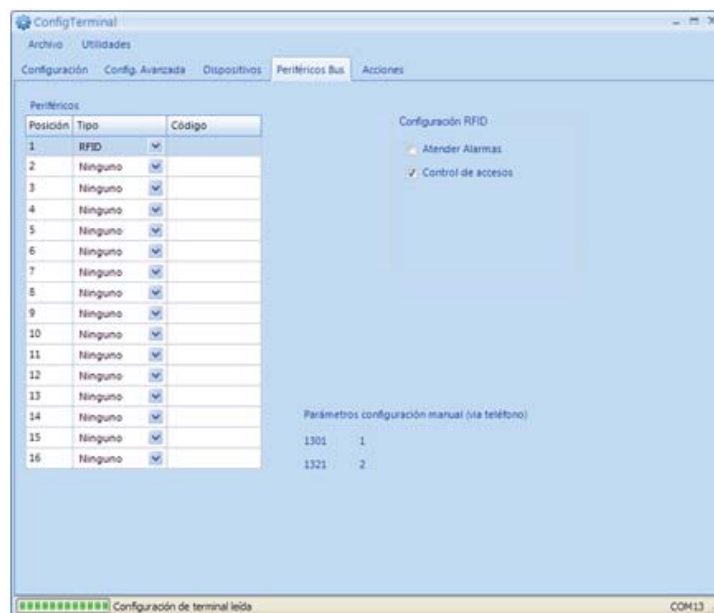 ConfigTerminal
Archivo Utilidades
Configuración Config. Avanzada Dispositivos Periféricos Bus Acciones
Periféricos
Posición Tipo Código
1 RFID
2 Ninguno
3 Ninguno
4 Ninguno
5 Ninguno
6 Ninguno
7 Ninguno
8 Ninguno
9 Ninguno
10 Ninguno
11 Ninguno
12 Ninguno
13 Ninguno
14 Ninguno
15 Ninguno
16 Ninguno
Configuración RFID
Atender Alarmas
Control de accesos
Parámetros configuración manual (via teléfono)
1301 1
1321 2
Configuración de terminal leída COM13